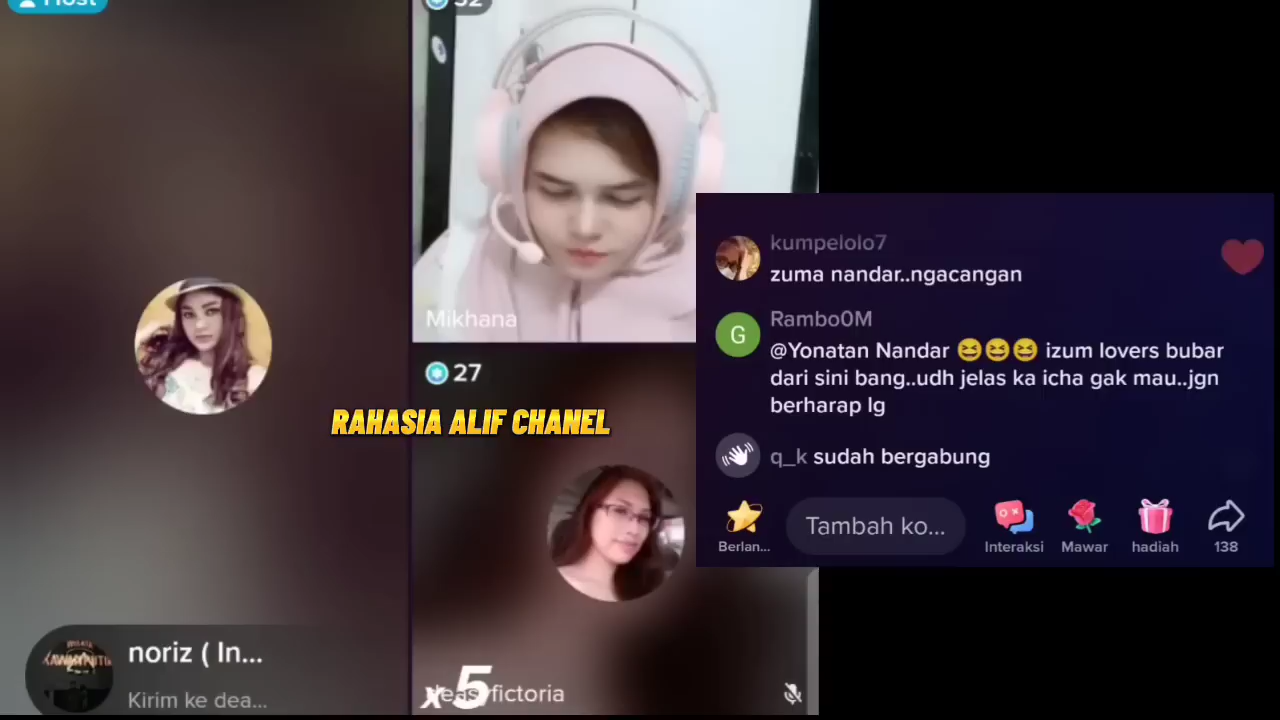 Host
32
Mikhana
27
RAHASIA ALIF CHANEL
noriz ( In...
Kirim ke dea...
x5
fictoria
kumpelolo7
zuma nandar..ngacangan
G
Rambo0M
@Yonatan Nandar 😆😆😆 izum lovers bubar
dari sini bang..udh jelas ka icha gak mau..jgn
berharap lg
q_k sudah bergabung
Tambah ko...
Berlan...
Interaksi
Mawar
hadiah
138